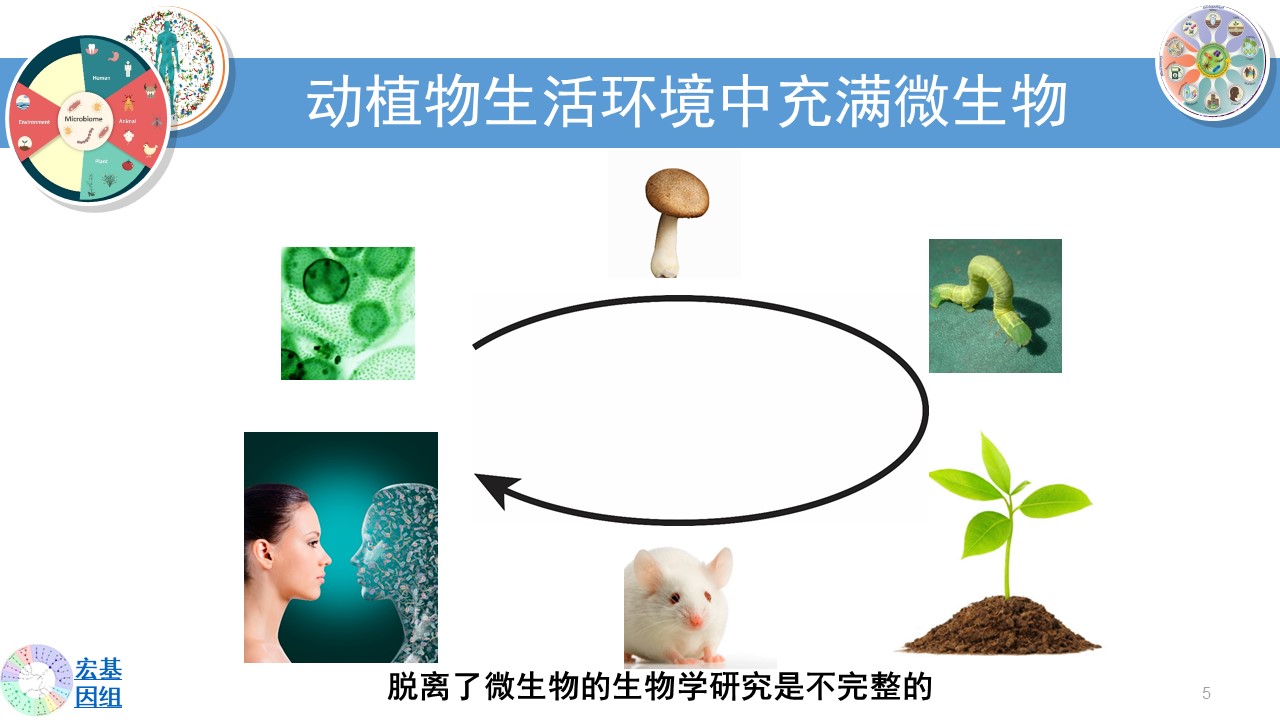 动植物生活环境中充满微生物
Human
Environment
Microbiome
Animal
Plant
脱离了微生物的生物学研究是不完整的
宏基
因组
5